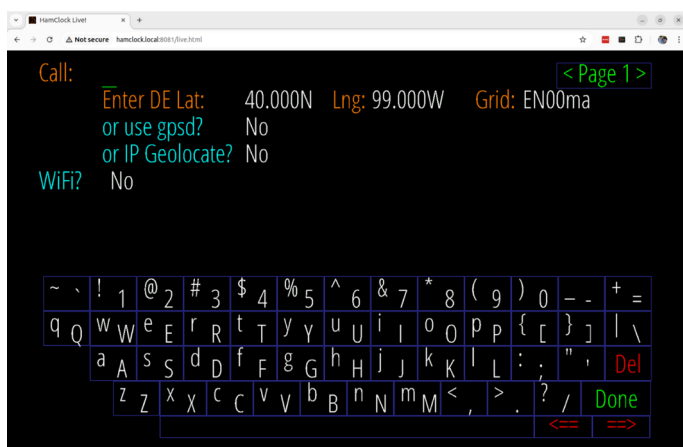 HamClock Live!
Not secure hamclock.local:8081/live.html
Call: < Page 1 >
Enter DE Lat: 40.000N Lng: 99.000W Grid: EN00ma
or use gpsd? No
or IP Geolocate? No
WiFi? No
~ ` ! 1 @ 2 # 3 $ 4 % 5 ^ 6 & 7 * 8 ( 9 ) 0 _ - + =
q Q w W e E r R t T y Y u U i I o O p P { [ } ] | \
a A s S d D f F g G h H j J k K l L : ; " ' Del
z Z x X c C v V b B n N m M < , > . ? / Done
<== ==>